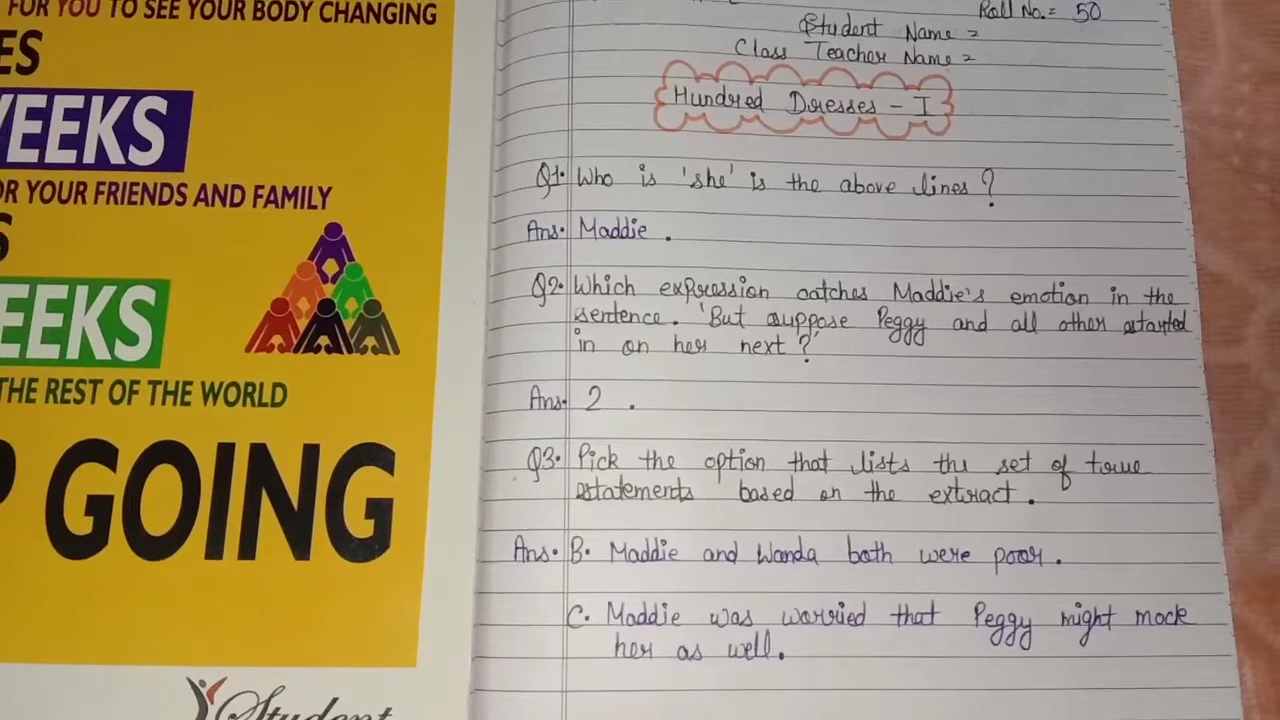 FOR YOU TO SEE YOUR BODY CHANGING
ES
WEEKS
OR YOUR FRIENDS AND FAMILY
S
EEKS
THE REST OF THE WORLD
P GOING
Student
Roll No. = 50
Student Name =
Class Teacher Name =
Hundred Dresses - I
Q1. Who is 'she' is the above lines?
Ans. Maddie.
Q2. Which expression catches Maddie's emotion in the
sentence. 'But suppose Peggy and all other started
in on her next?'
Ans. 2.
Q3. Pick the option that lists the set of true
statements based on the extract.
Ans. B. Maddie and Wanda both were poor.
C. Maddie was worried that Peggy might mock
her as well.